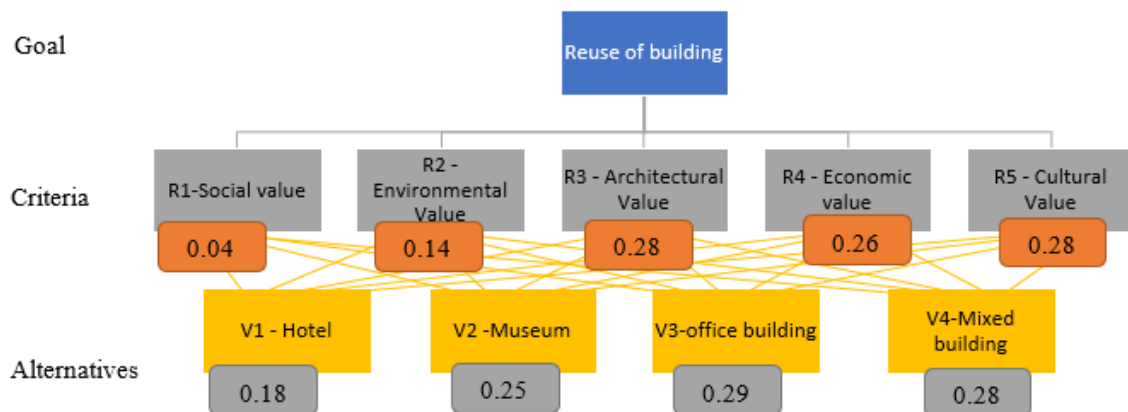 Goal
Reuse of building
Criteria
R1-Social value
R2 -
Environmental
Value
R3 - Architectural
Value
R4 - Economic
value
R5 - Cultural
Value
0.04
0.14
0.28
0.26
0.28
Alternatives
V1 - Hotel
V2 -Museum
V3-office building
V4-Mixed
building
0.18
0.25
0.29
0.28